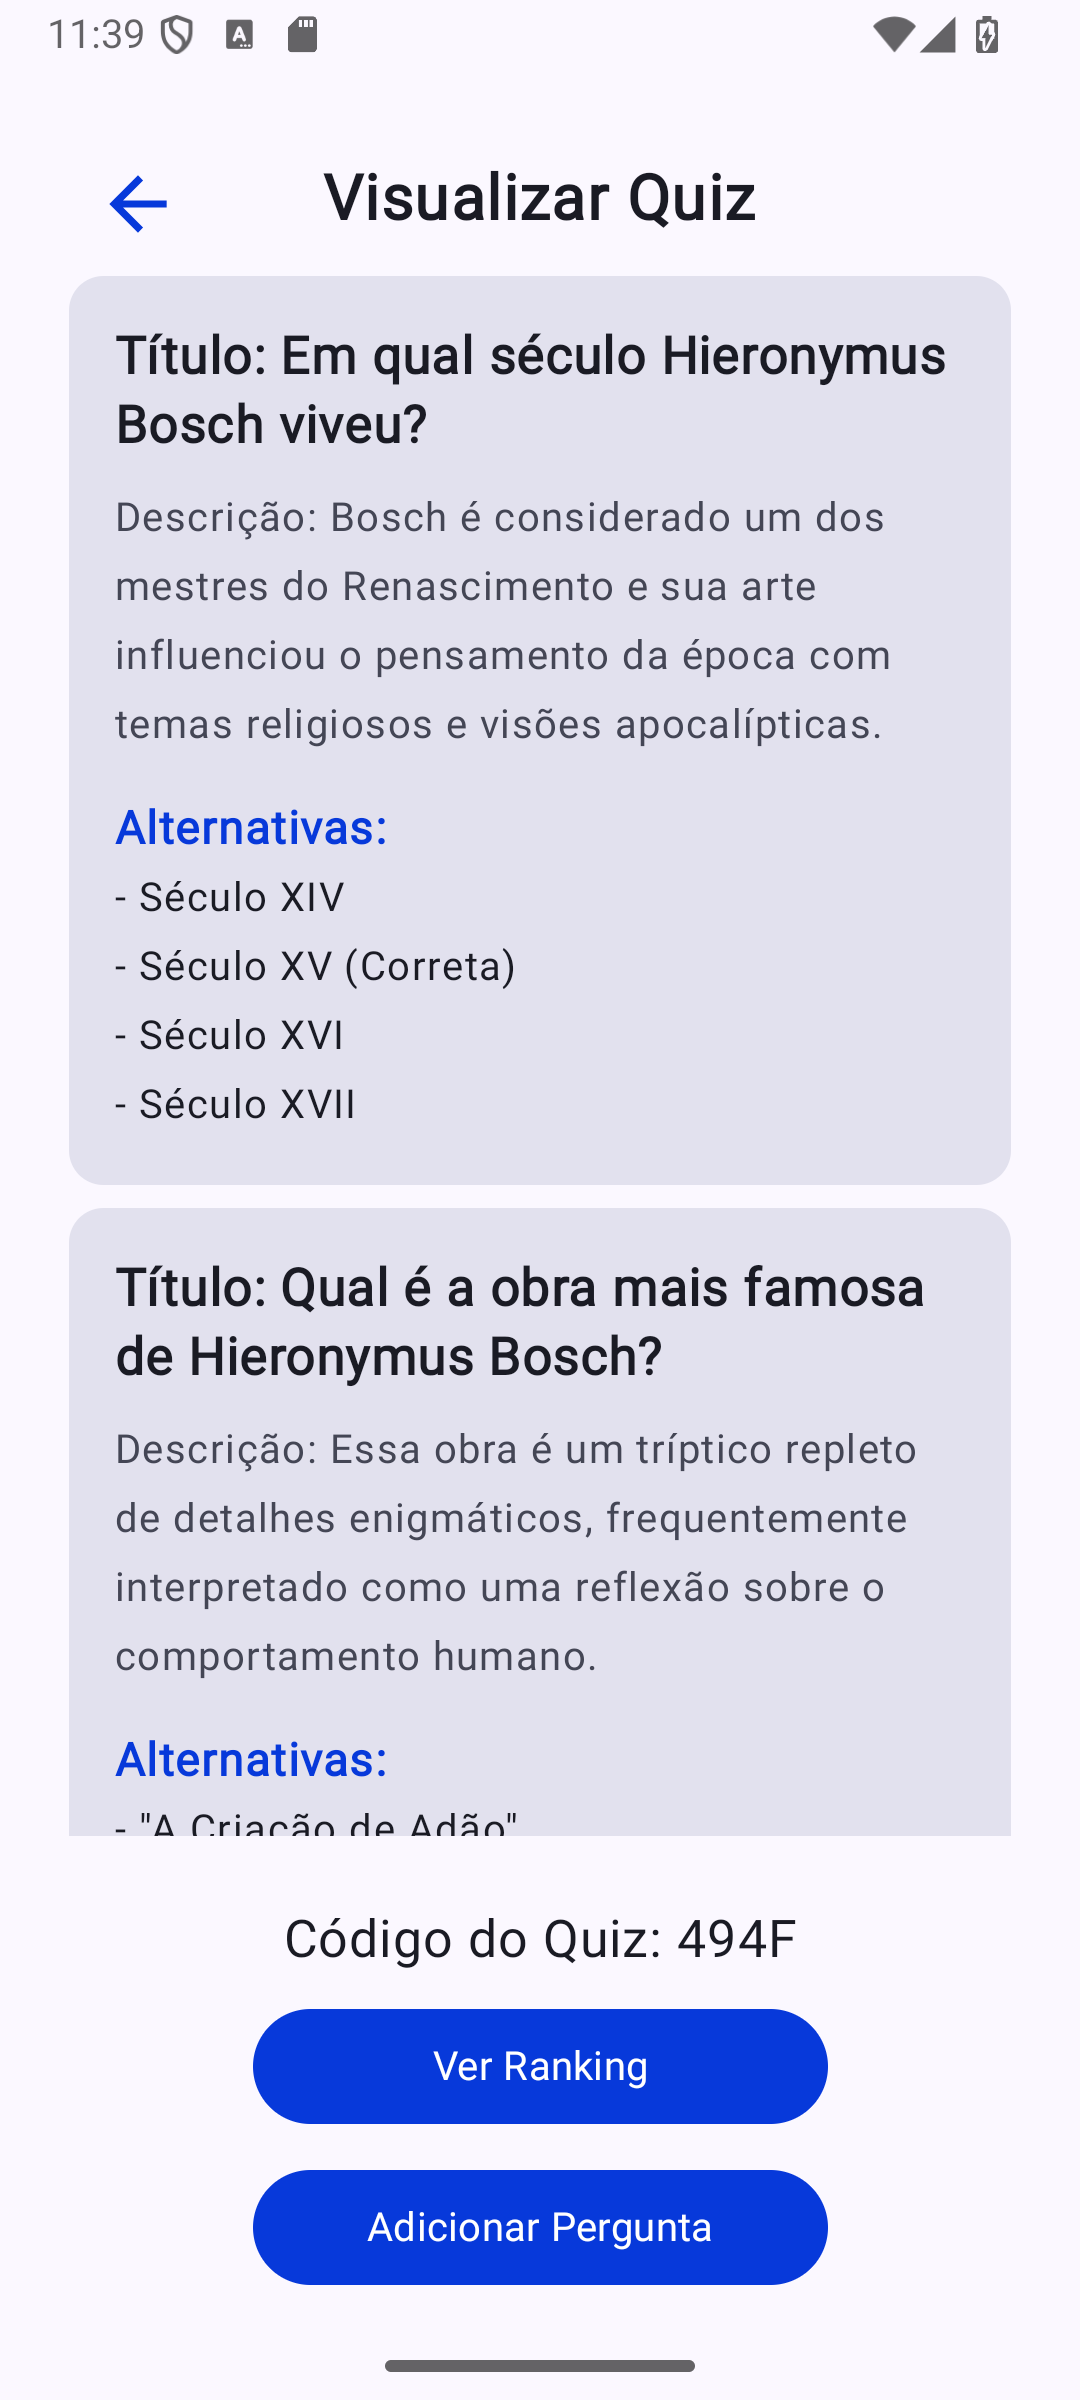 11:39
Visualizar Quiz
Título: Em qual século Hieronymus
Bosch viveu?
Descrição: Bosch é considerado um dos
mestres do Renascimento e sua arte
influenciou o pensamento da época com
temas religiosos e visões apocalípticas.
Alternativas:
- Século XIV
- Século XV (Correta)
- Século XVI
- Século XVII
Título: Qual é a obra mais famosa
de Hieronymus Bosch?
Descrição: Essa obra é um tríptico repleto
de detalhes enigmáticos, frequentemente
interpretado como uma reflexão sobre o
comportamento humano.
Alternativas:
- "A Criação de Adão"
Código do Quiz: 494F
Ver Ranking
Adicionar Pergunta